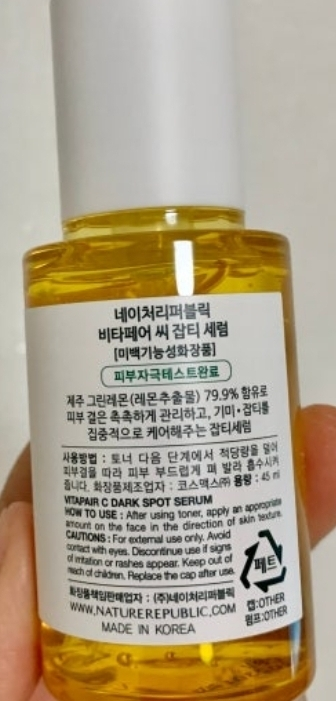 네이처리퍼블릭
비타페어 씨 잡티 세럼
[미백기능성화장품]
피부자극테스트완료
제주 그린레몬(레몬추출물) 79.9% 함유로
피부 결은 촉촉하게 관리하고, 기미·잡티를
집중적으로 케어해주는 잡티세럼
사용방법 : 토너 다음 단계에서 적당량을 덜어
피부결을 따라 피부 부드럽게 펴 발라 흡수시켜
줍니다. 화장품제조업자 : 코스맥스㈜ 용량 : 45 ml
VITAPAIR C DARK SPOT SERUM
HOW TO USE : After using toner, apply an appropriate
amount on the face in the direction of skin texture.
CAUTIONS : For external use only. Avoid
contact with eyes. Discontinue use if signs
of irritation or rashes appear. Keep out of
reach of children. Replace the cap after use.
페트
캡:OTHER
펌프:OTHER
화장품책임판매업자 : (주)네이처리퍼블릭
WWW.NATUREREPUBLIC.COM
MADE IN KOREA